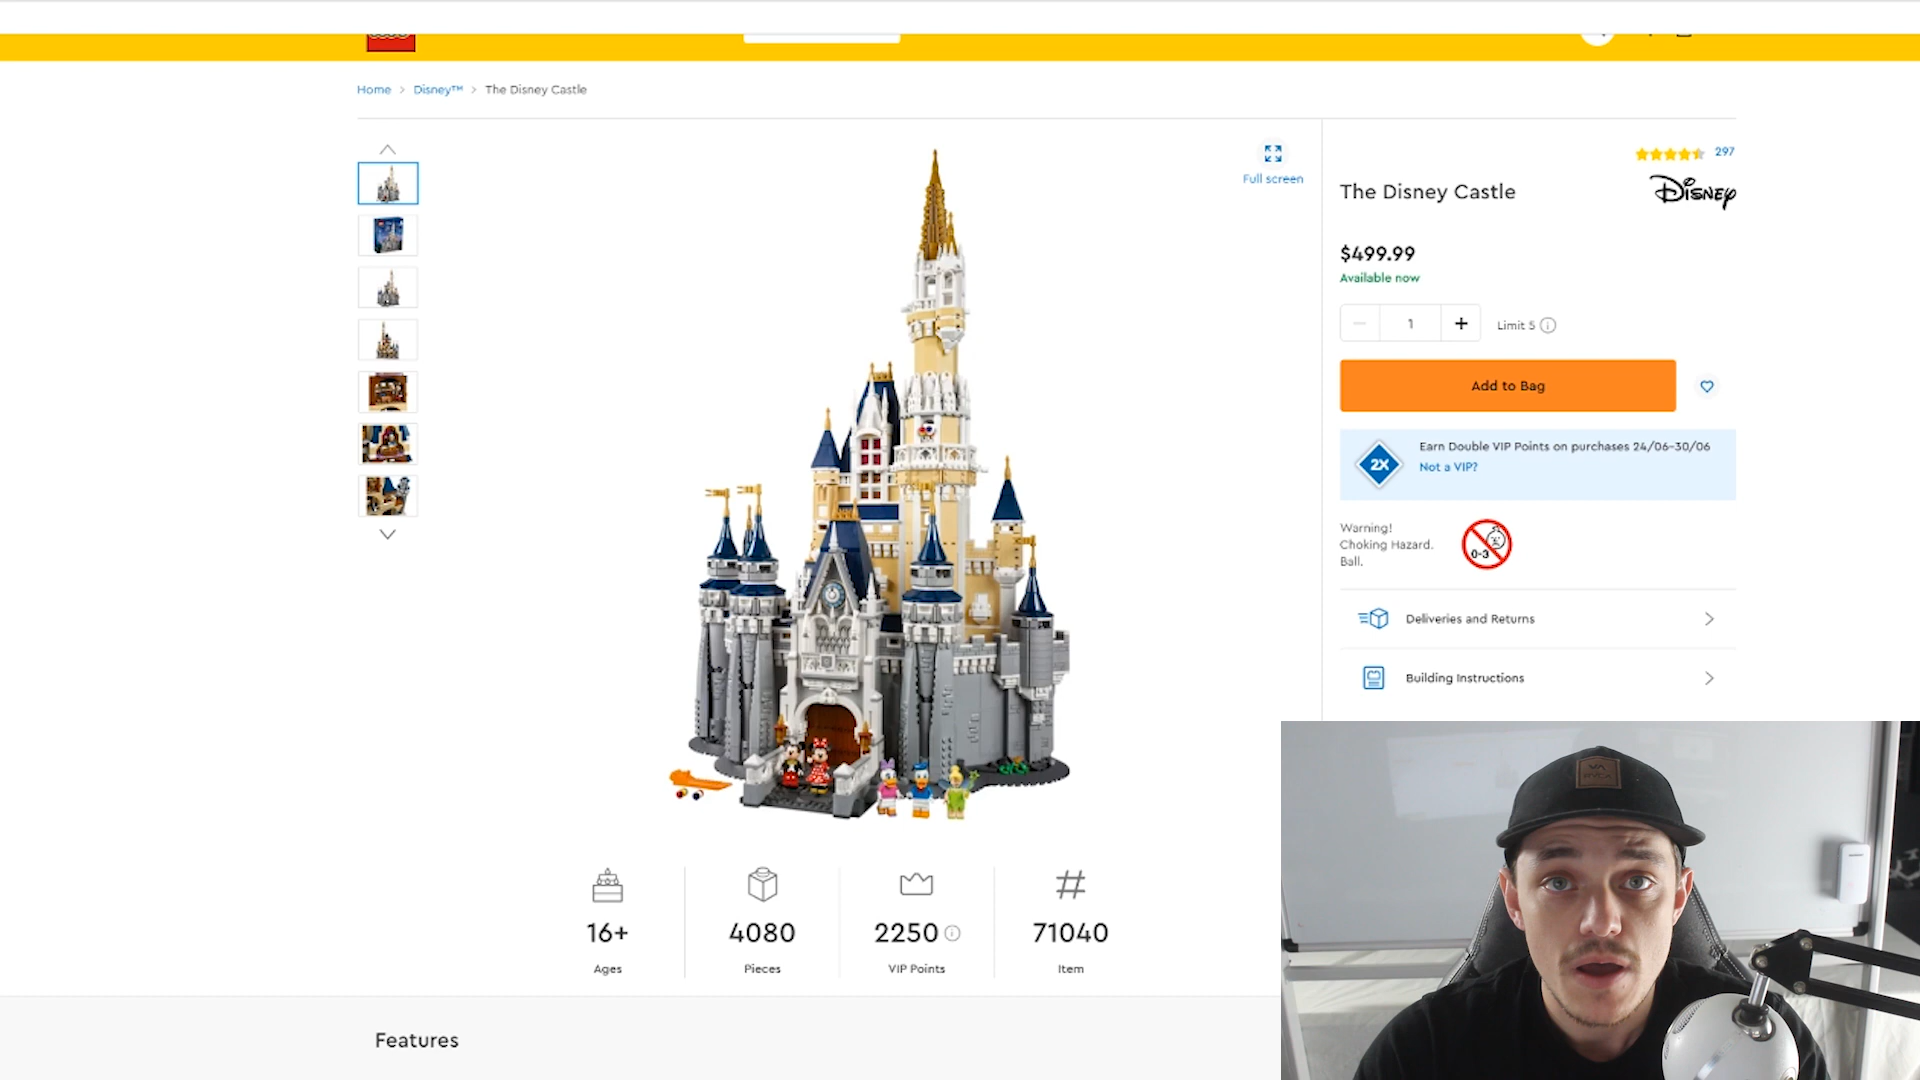 Home > Disney™ > The Disney Castle
Full screen
297
The Disney Castle
Disney
$499.99
Available now
1
Limit 5
Add to Bag
2X
Earn Double VIP Points on purchases 24/06-30/06
Not a VIP?
Warning!
Choking Hazard.
Ball.
0-3
Deliveries and Returns
Building Instructions
16+
4080
2250
71040
Ages
Pieces
VIP Points
Item
Features